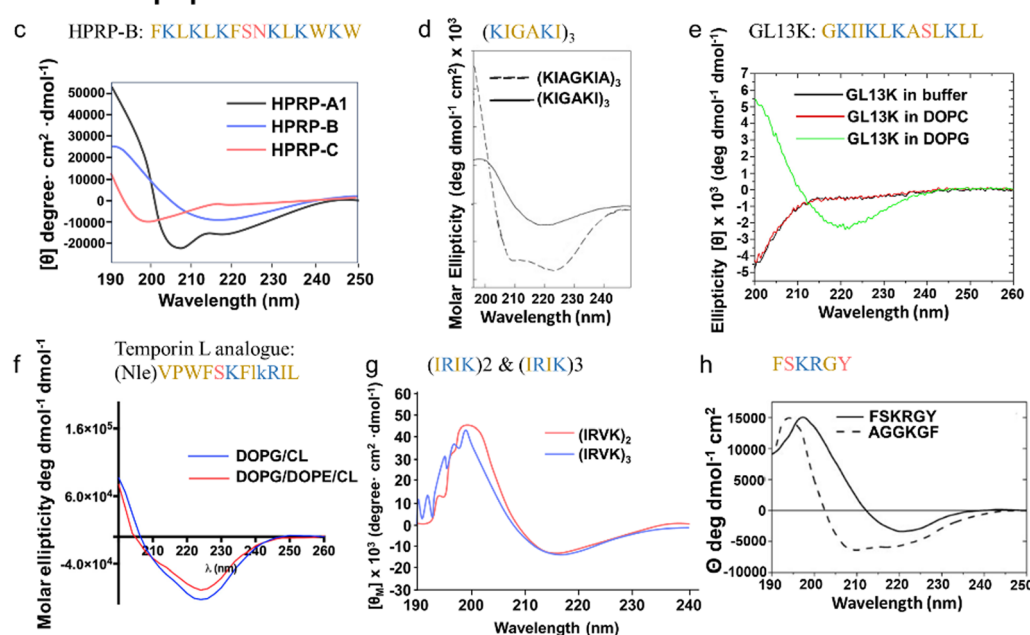 c HPRP-B: FKLKLKFSNKLKWKW
[θ] degree· cm² ·dmol⁻¹
50000
40000
30000
20000
10000
0
-10000
-20000
HPRP-A1
HPRP-B
HPRP-C
190 200 210 220 230 240 250
Wavelength (nm)
d (KIGAKI)₃
Molar Ellipticity (deg dmol⁻¹ cm²) x 10³
(KIAGKIA)₃
(KIGAKI)₃
200 210 220 230 240
Wavelength (nm)
e GL13K: GKIIKLKASLKLL
Ellipticity [θ] x 10³ (deg dmol⁻¹ dmol⁻¹)
7
6
5
4
3
2
1
0
-1
-2
-3
-4
-5
GL13K in buffer
GL13K in DOPC
GL13K in DOPG
200 210 220 230 240 250 260
Wavelength (nm)
f Temporin L analogue:
(Nle)VPWFSKFlkRIL
Molar ellipticity deg dmol⁻¹ dmol⁻¹
1.6×10⁵
6.0×10⁴
-4.0×10⁴
DOPG/CL
DOPG/DOPE/CL
210 220 230 240 250 260
λ (nm)
g (IRIK)2 & (IRIK)3
[θM] x 10³ (degree· cm² ·dmol⁻¹)
60
50
40
30
20
10
0
-10
-20
-30
(IRVK)₂
(IRVK)₃
190 200 210 220 230 240
Wavelength (nm)
h FSKRGY
Θ deg dmol⁻¹ cm²
15000
10000
5000
0
-5000
-10000
FSKRGY
AGGKGF
190 200 210 220 230 240 250
Wavelength (nm)